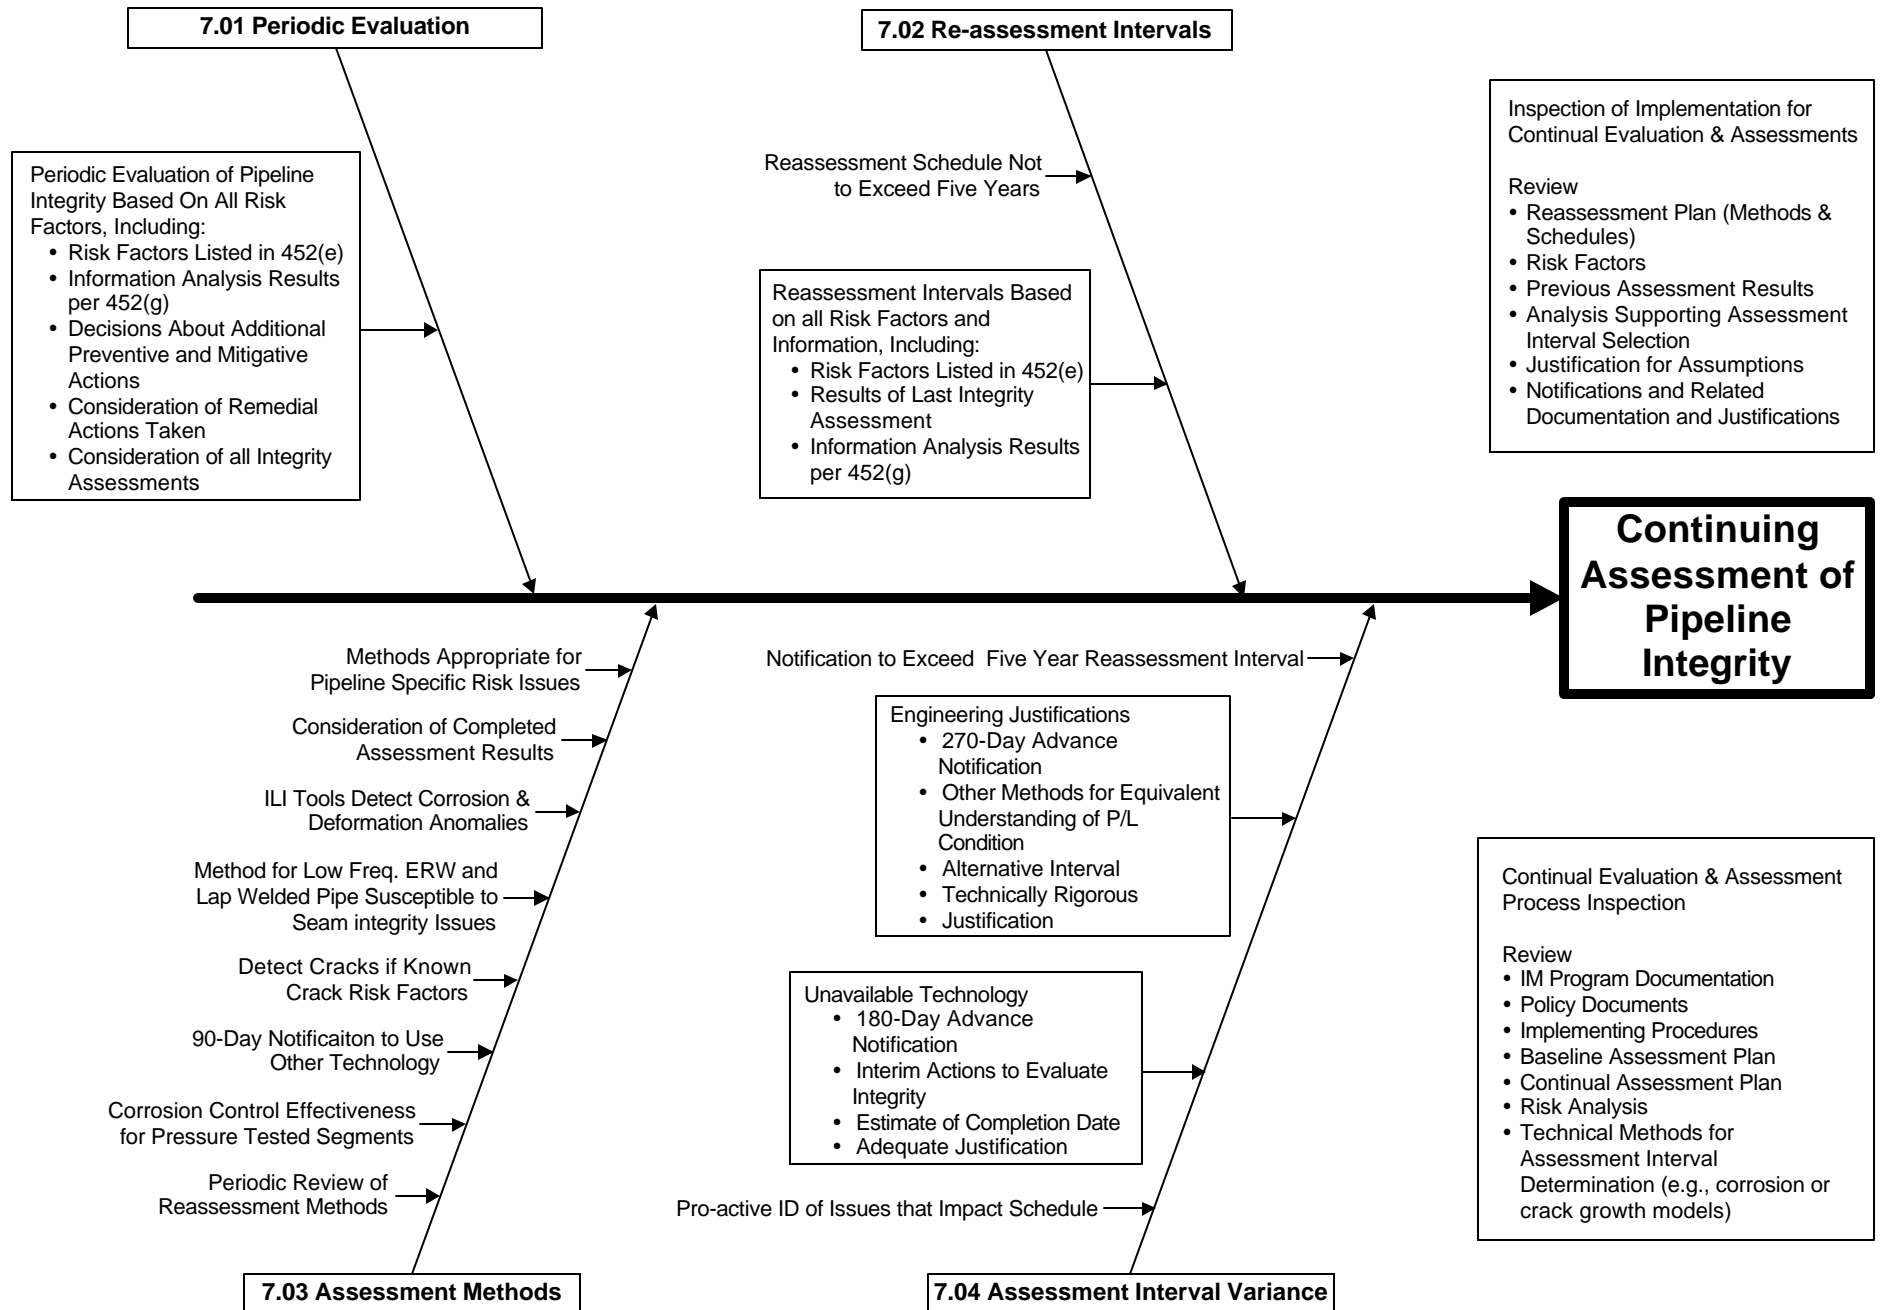 7.01 Periodic Evaluation
7.02 Re-assessment Intervals
Periodic Evaluation of Pipeline
Integrity Based On All Risk
Factors, Including:
• Risk Factors Listed in 452(e)
• Information Analysis Results
per 452(g)
• Decisions About Additional
Preventive and Mitigative
Actions
• Consideration of Remedial
Actions Taken
• Consideration of all Integrity
Assessments
Reassessment Schedule Not
to Exceed Five Years
Reassessment Intervals Based
on all Risk Factors and
Information, Including:
• Risk Factors Listed in 452(e)
• Results of Last Integrity
Assessment
• Information Analysis Results
per 452(g)
Inspection of Implementation for
Continual Evaluation & Assessments
Review
• Reassessment Plan (Methods &
Schedules)
• Risk Factors
• Previous Assessment Results
• Analysis Supporting Assessment
Interval Selection
• Justification for Assumptions
• Notifications and Related
Documentation and Justifications
Continuing
Assessment of
Pipeline
Integrity
Methods Appropriate for
Pipeline Specific Risk Issues
Consideration of Completed
Assessment Results
ILI Tools Detect Corrosion &
Deformation Anomalies
Method for Low Freq. ERW and
Lap Welded Pipe Susceptible to
Seam integrity Issues
Detect Cracks if Known
Crack Risk Factors
90-Day Notificaiton to Use
Other Technology
Corrosion Control Effectiveness
for Pressure Tested Segments
Periodic Review of
Reassessment Methods
7.03 Assessment Methods
Notification to Exceed  Five Year Reassessment Interval
Engineering Justifications
• 270-Day Advance
Notification
• Other Methods for Equivalent
Understanding of P/L
Condition
• Alternative Interval
• Technically Rigorous
• Justification
Unavailable Technology
• 180-Day Advance
Notification
• Interim Actions to Evaluate
Integrity
• Estimate of Completion Date
• Adequate Justification
Pro-active ID of Issues that Impact Schedule
7.04 Assessment Interval Variance
Continual Evaluation & Assessment
Process Inspection
Review
• IM Program Documentation
• Policy Documents
• Implementing Procedures
• Baseline Assessment Plan
• Continual Assessment Plan
• Risk Analysis
• Technical Methods for
Assessment Interval
Determination (e.g., corrosion or
crack growth models)